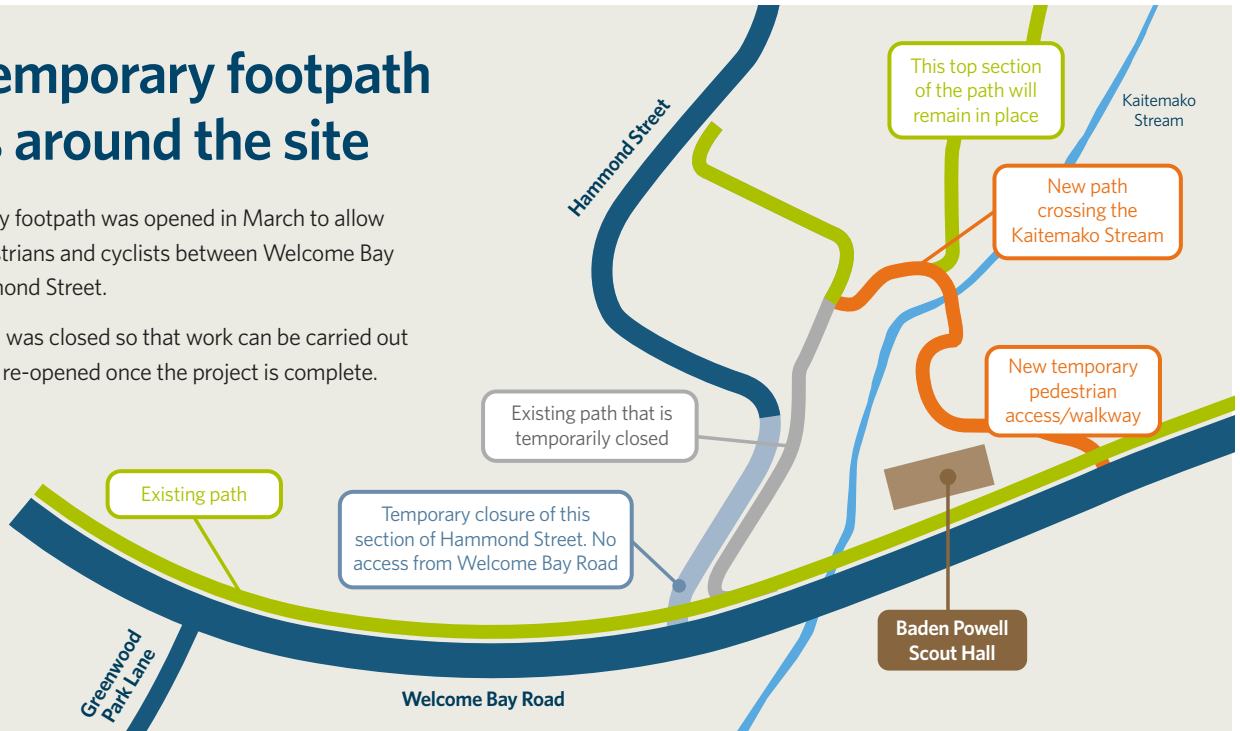 emporary footpath
s around the site
y footpath was opened in March to allow
strians and cyclists between Welcome Bay
mond Street.
was closed so that work can be carried out
re-opened once the project is complete.
Hammond Street
This top section
of the path will
remain in place
Kaitemako
Stream
New path
crossing the
Kaitemako Stream
New temporary
pedestrian
access/walkway
Existing path that is
temporarily closed
Existing path
Temporary closure of this
section of Hammond Street. No
access from Welcome Bay Road
Baden Powell
Scout Hall
Greenwood
Park Lane
Welcome Bay Road